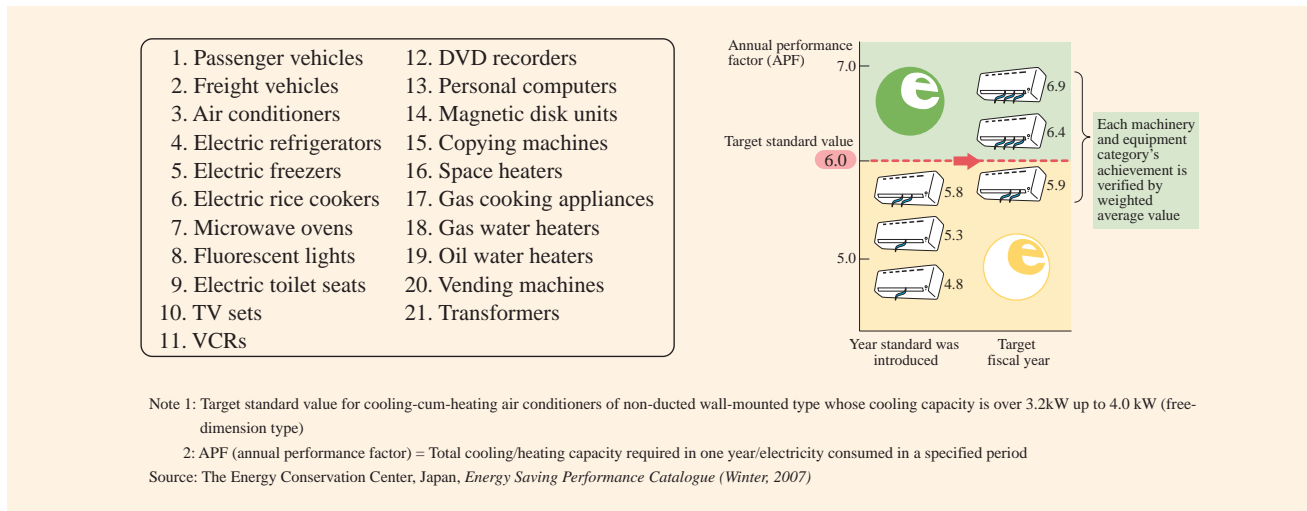 1. Passenger vehicles
2. Freight vehicles
3. Air conditioners
4. Electric refrigerators
5. Electric freezers
6. Electric rice cookers
7. Microwave ovens
8. Fluorescent lights
9. Electric toilet seats
10. TV sets
11. VCRs
12. DVD recorders
13. Personal computers
14. Magnetic disk units
15. Copying machines
16. Space heaters
17. Gas cooking appliances
18. Gas water heaters
19. Oil water heaters
20. Vending machines
21. Transformers
Annual performance
factor (APF)
7.0
e
6.9
6.4
Target standard value
6.0
5.8
5.9
5.3
5.0
4.8
e
Year standard was
introduced
Target
fiscal year
Each machinery
and equipment
category's
achievement is
verified by
weighted
average value
Note 1: Target standard value for cooling-cum-heating air conditioners of non-ducted wall-mounted type whose cooling capacity is over 3.2kW up to 4.0 kW (free-
dimension type)
2: APF (annual performance factor) = Total cooling/heating capacity required in one year/electricity consumed in a specified period
Source: The Energy Conservation Center, Japan, Energy Saving Performance Catalogue (Winter, 2007)